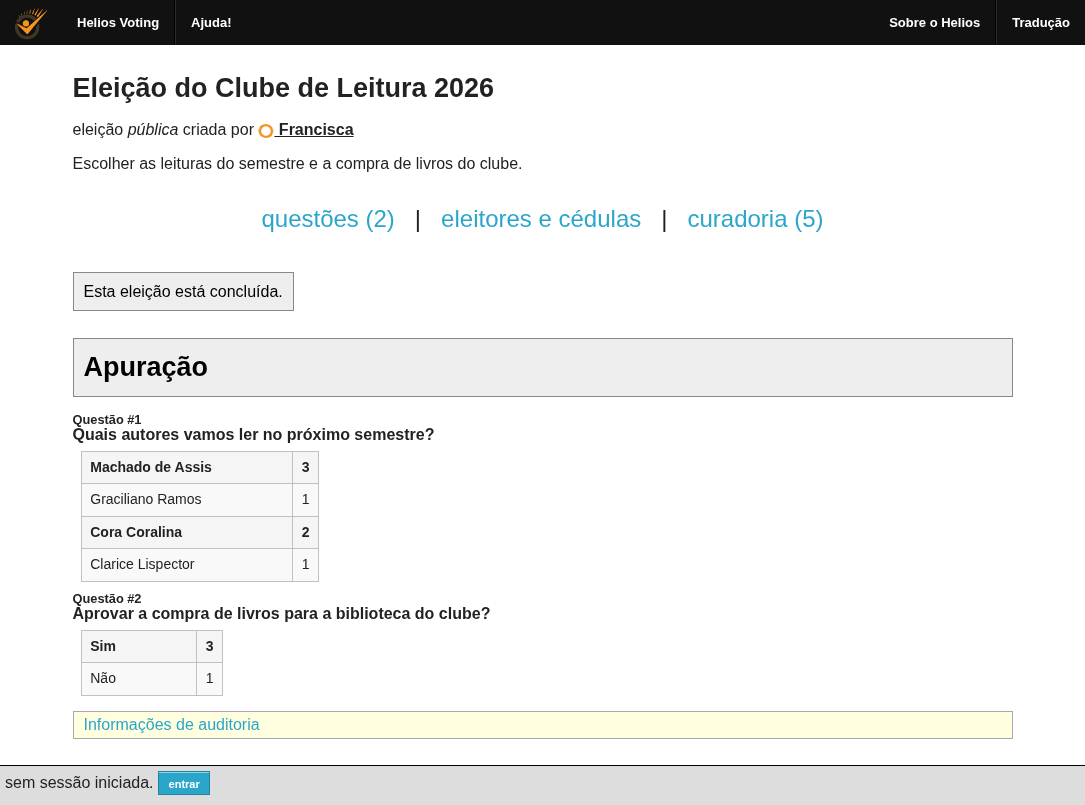 Helios Voting Ajuda! Sobre o Helios Tradução
Eleição do Clube de Leitura 2026
eleição pública criada por Francisca
Escolher as leituras do semestre e a compra de livros do clube.
questões (2) | eleitores e cédulas | curadoria (5)
Esta eleição está concluída.
Apuração
Questão #1
Quais autores vamos ler no próximo semestre?
Machado de Assis 3
Graciliano Ramos 1
Cora Coralina 2
Clarice Lispector 1
Questão #2
Aprovar a compra de livros para a biblioteca do clube?
Sim 3
Não 1
Informações de auditoria
sem sessão iniciada. entrar